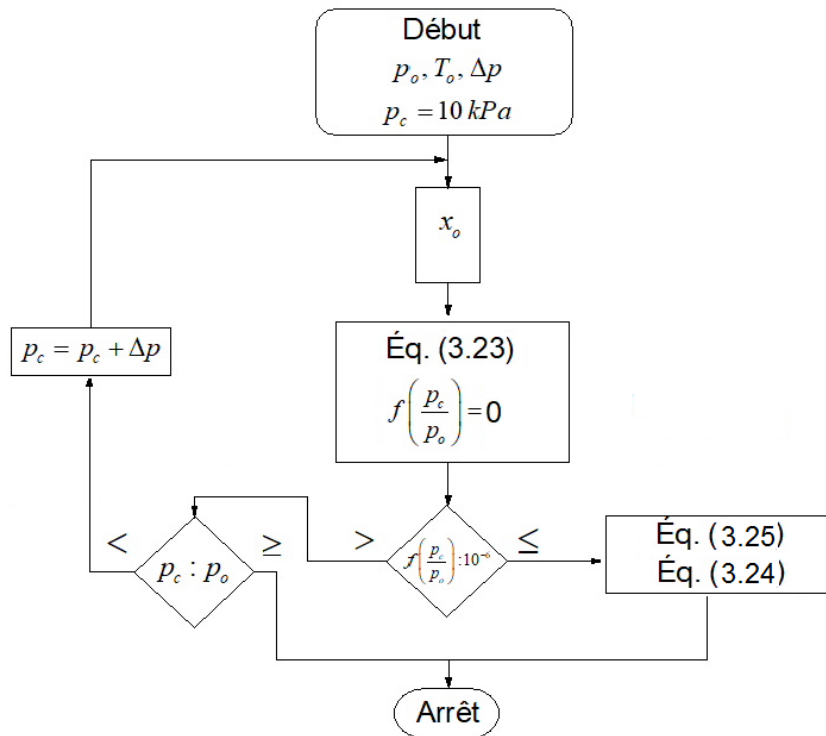 Début
p_o, T_o, Δp
p_c = 10 kPa
x_o
p_c = p_c + Δp
Éq. (3.23)
f(p_c/p_o) = 0
<
p_c : p_o
≥
>
f(p_c/p_o) : 10⁻⁶
≤
Éq. (3.25)
Éq. (3.24)
Arrêt